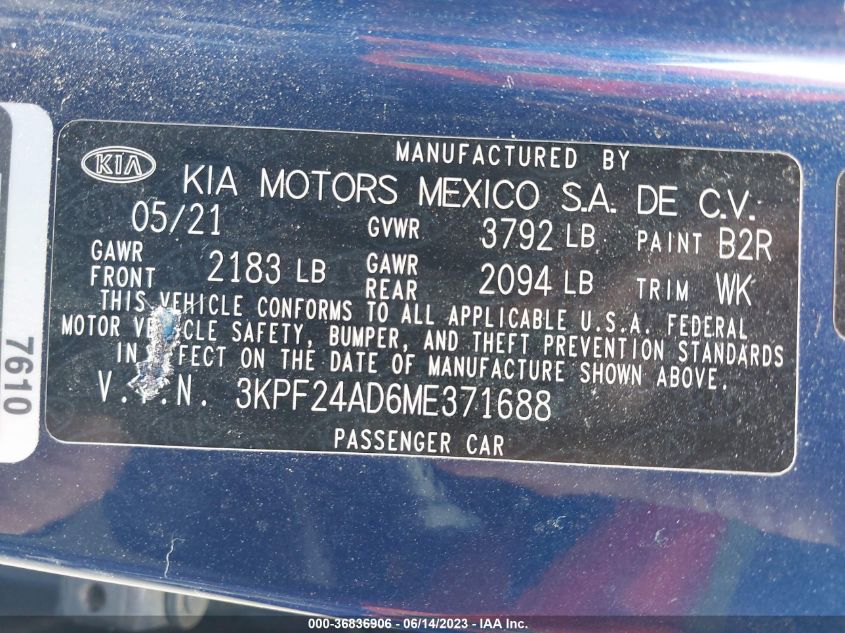 MANUFACTURED BY
KIA KIA MOTORS MEXICO S.A. DE C.V.
05/21 GVWR 3792 LB PAINT B2R
GAWR FRONT 2183 LB GAWR REAR 2094 LB TRIM WK
THIS VEHICLE CONFORMS TO ALL APPLICABLE U.S.A. FEDERAL
MOTOR VEHICLE SAFETY, BUMPER, AND THEFT PREVENTION STANDARDS
IN EFFECT ON THE DATE OF MANUFACTURE SHOWN ABOVE.
V.I.N. 3KPF24AD6ME371688
PASSENGER CAR
7610
000-36836906 - 06/14/2023 - IAA Inc.